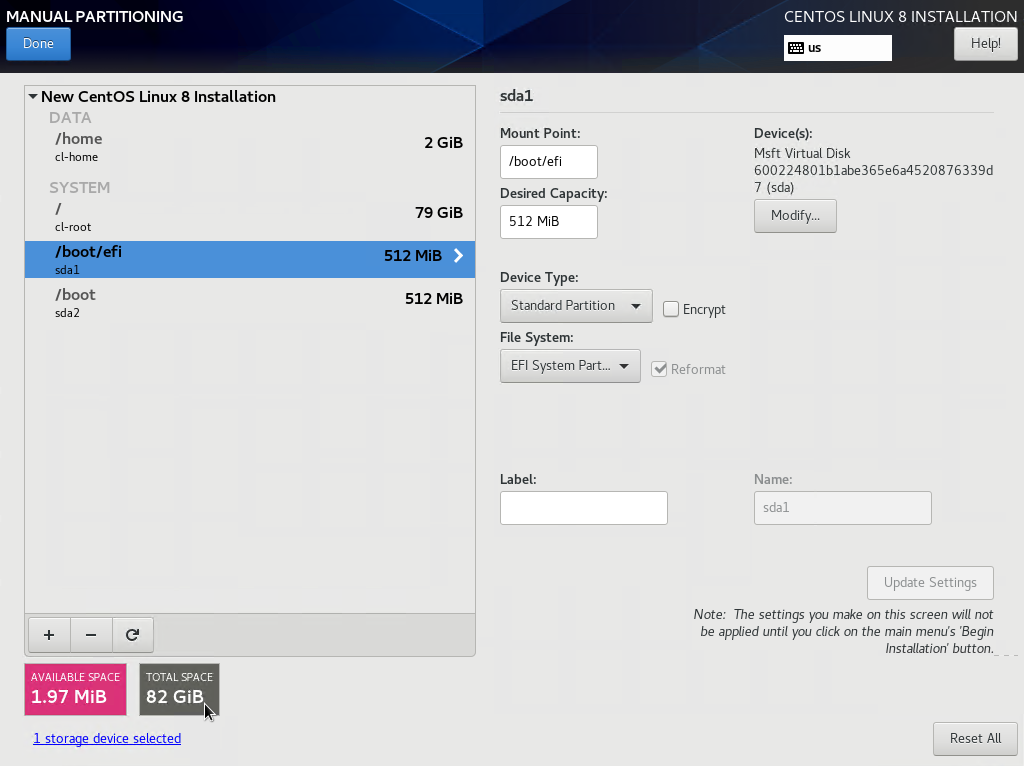 MANUAL PARTITIONING
CENTOS LINUX 8 INSTALLATION
Done
us
Help!
New CentOS Linux 8 Installation
DATA
/home
2 GiB
cl-home
SYSTEM
/
79 GiB
cl-root
/boot/efi
512 MiB
sda1
/boot
512 MiB
sda2
+
−
AVAILABLE SPACE
1.97 MiB
TOTAL SPACE
82 GiB
1 storage device selected
sda1
Mount Point:
/boot/efi
Desired Capacity:
512 MiB
Device(s):
Msft Virtual Disk
600224801b1abe365e6a4520876339d
7 (sda)
Modify...
Device Type:
Standard Partition
Encrypt
File System:
EFI System Part...
Reformat
Label:
Name:
sda1
Update Settings
Note: The settings you make on this screen will not
be applied until you click on the main menu's 'Begin
Installation' button.
Reset All